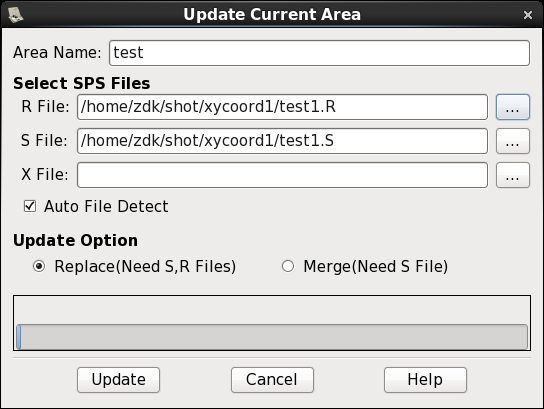 Update Current Area
Area Name: test
Select SPS Files
R File: /home/zdk/shot/xycoord1/test1.R ...
S File: /home/zdk/shot/xycoord1/test1.S ...
X File: ...
Auto File Detect
Update Option
Replace(Need S,R Files) Merge(Need S File)
Update Cancel Help